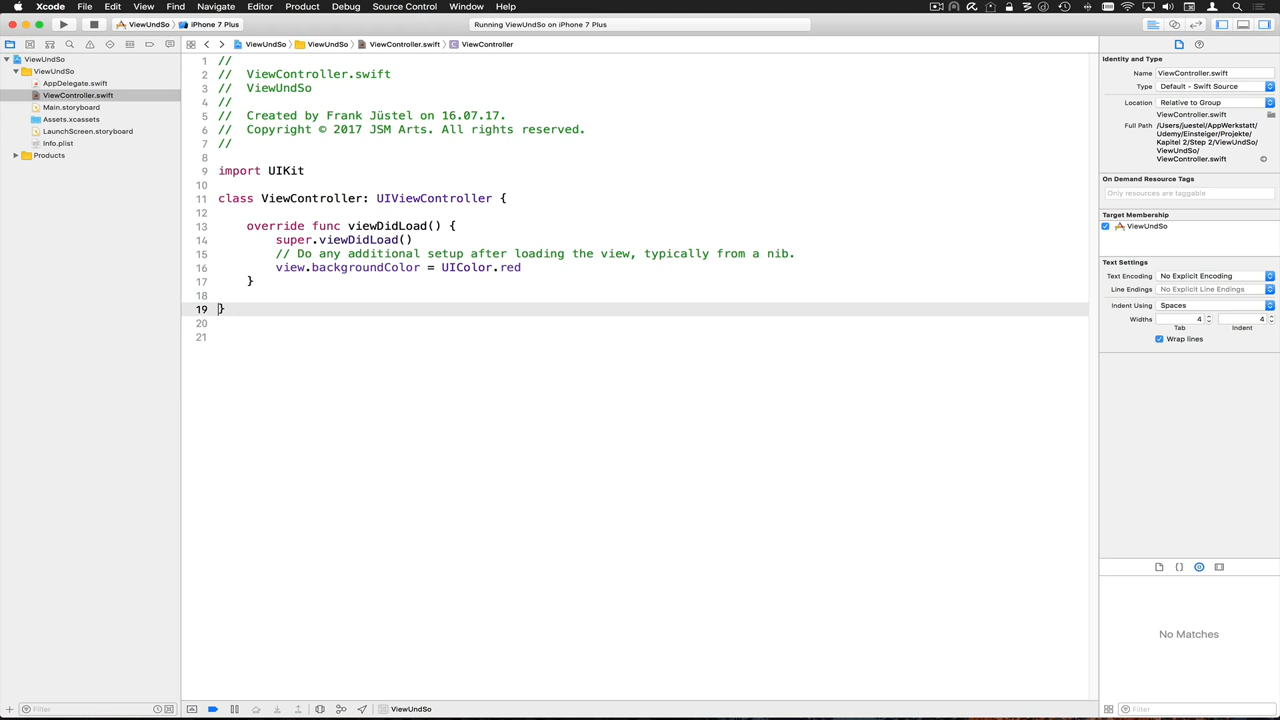 Xcode File Edit View Find Navigate Editor Product Debug Source Control Window Help
ViewUndSo iPhone 7 Plus
Running ViewUndSo on iPhone 7 Plus
ViewUndSo ViewUndSo ViewController.swift ViewController
ViewUndSo
ViewUndSo
AppDelegate.swift
ViewController.swift
Main.storyboard
Assets.xcassets
LaunchScreen.storyboard
Info.plist
Products
1 //
2 // ViewController.swift
3 // ViewUndSo
4 //
5 // Created by Frank Jüstel on 16.07.17.
6 // Copyright © 2017 JSM Arts. All rights reserved.
7 //
8
9 import UIKit
10
11 class ViewController: UIViewController {
12
13 override func viewDidLoad() {
14 super.viewDidLoad()
15 // Do any additional setup after loading the view, typically from a nib.
16 view.backgroundColor = UIColor.red
17 }
18
19 }
20
21
Identity and Type
Name ViewController.swift
Type Default - Swift Source
Location Relative to Group
ViewController.swift
Full Path /Users/juestel/AppWerkstatt/
Udemy/Einsteiger/Projekte/
Kapitel 2/Step 2/ViewUndSo/
ViewUndSo/
ViewController.swift
On Demand Resource Tags
Only resources are taggable
Target Membership
ViewUndSo
Text Settings
Text Encoding No Explicit Encoding
Line Endings No Explicit Line Endings
Indent Using Spaces
Widths 4 4
Tab Indent
Wrap lines
No Matches
Filter
ViewUndSo
Filter